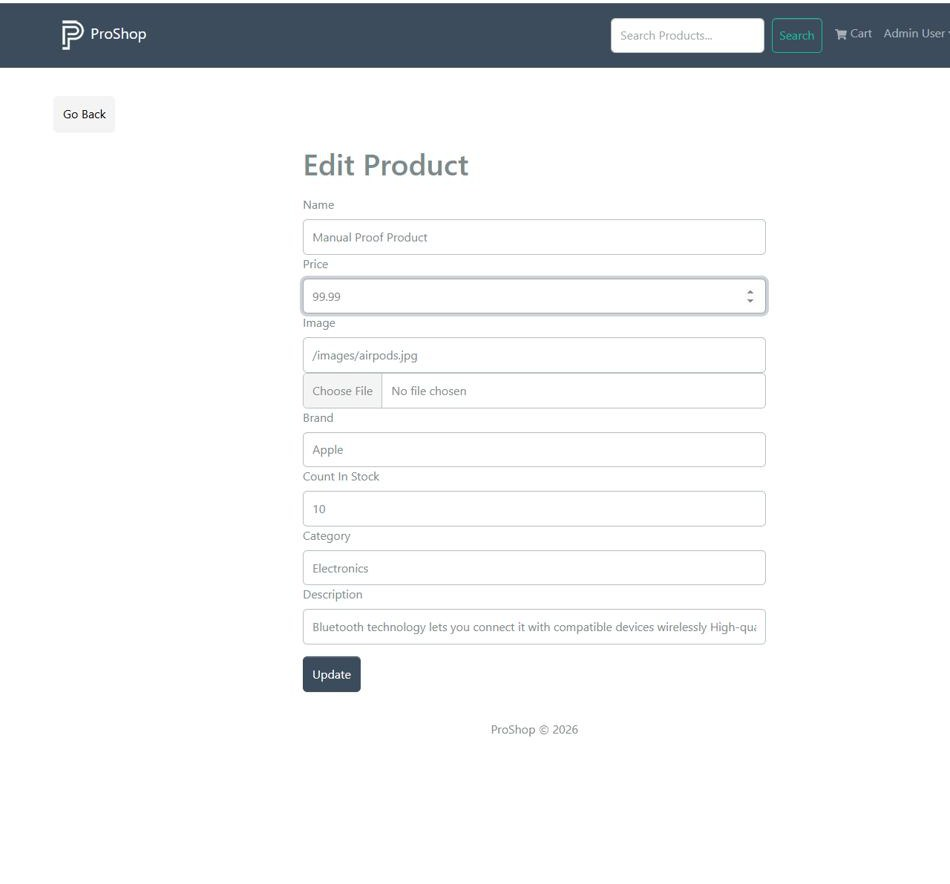 ProShop
Search Products...
Search
Cart
Admin User
Go Back
Edit Product
Name
Manual Proof Product
Price
99.99
Image
/images/airpods.jpg
Choose File No file chosen
Brand
Apple
Count In Stock
10
Category
Electronics
Description
Bluetooth technology lets you connect it with compatible devices wirelessly High-qua
Update
ProShop © 2026